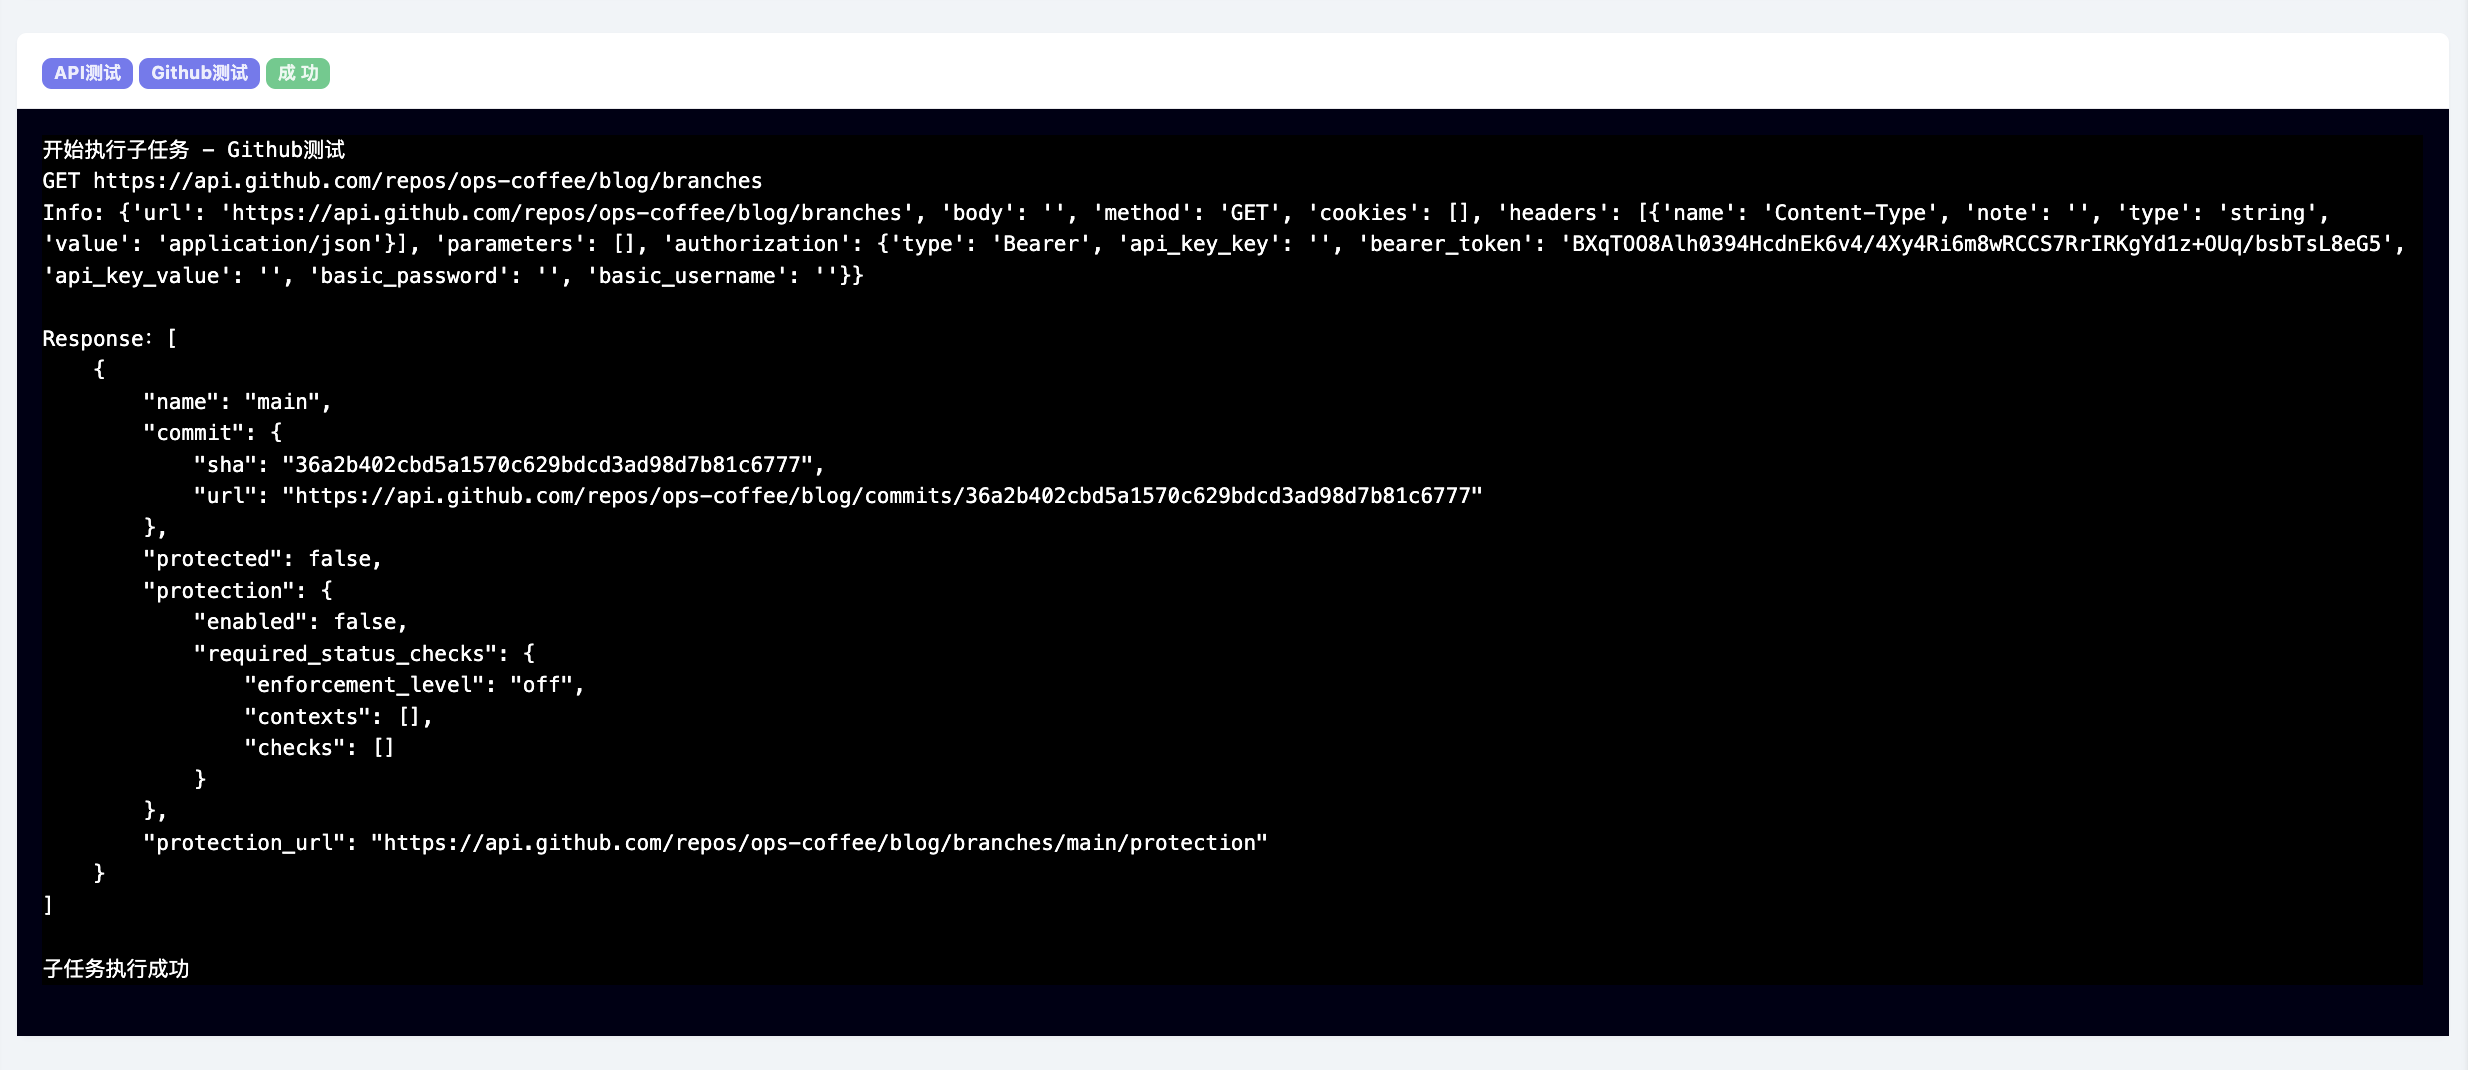 API测试 Github测试 成 功
开始执行子任务 - Github测试
GET https://api.github.com/repos/ops-coffee/blog/branches
Info: {'url': 'https://api.github.com/repos/ops-coffee/blog/branches', 'body': '', 'method': 'GET', 'cookies': [], 'headers': [{'name': 'Content-Type', 'note': '', 'type': 'string',
'value': 'application/json'}], 'parameters': [], 'authorization': {'type': 'Bearer', 'api_key_key': '', 'bearer_token': 'BXqTOO8Alh0394HcdnEk6v4/4Xy4Ri6m8wRCCS7RrIRKgYd1z+OUq/bsbTsL8eG5',
'api_key_value': '', 'basic_password': '', 'basic_username': ''}}
Response: [
    {
        "name": "main",
        "commit": {
            "sha": "36a2b402cbd5a1570c629bdcd3ad98d7b81c6777",
            "url": "https://api.github.com/repos/ops-coffee/blog/commits/36a2b402cbd5a1570c629bdcd3ad98d7b81c6777"
        },
        "protected": false,
        "protection": {
            "enabled": false,
            "required_status_checks": {
                "enforcement_level": "off",
                "contexts": [],
                "checks": []
            }
        },
        "protection_url": "https://api.github.com/repos/ops-coffee/blog/branches/main/protection"
    }
]
子任务执行成功